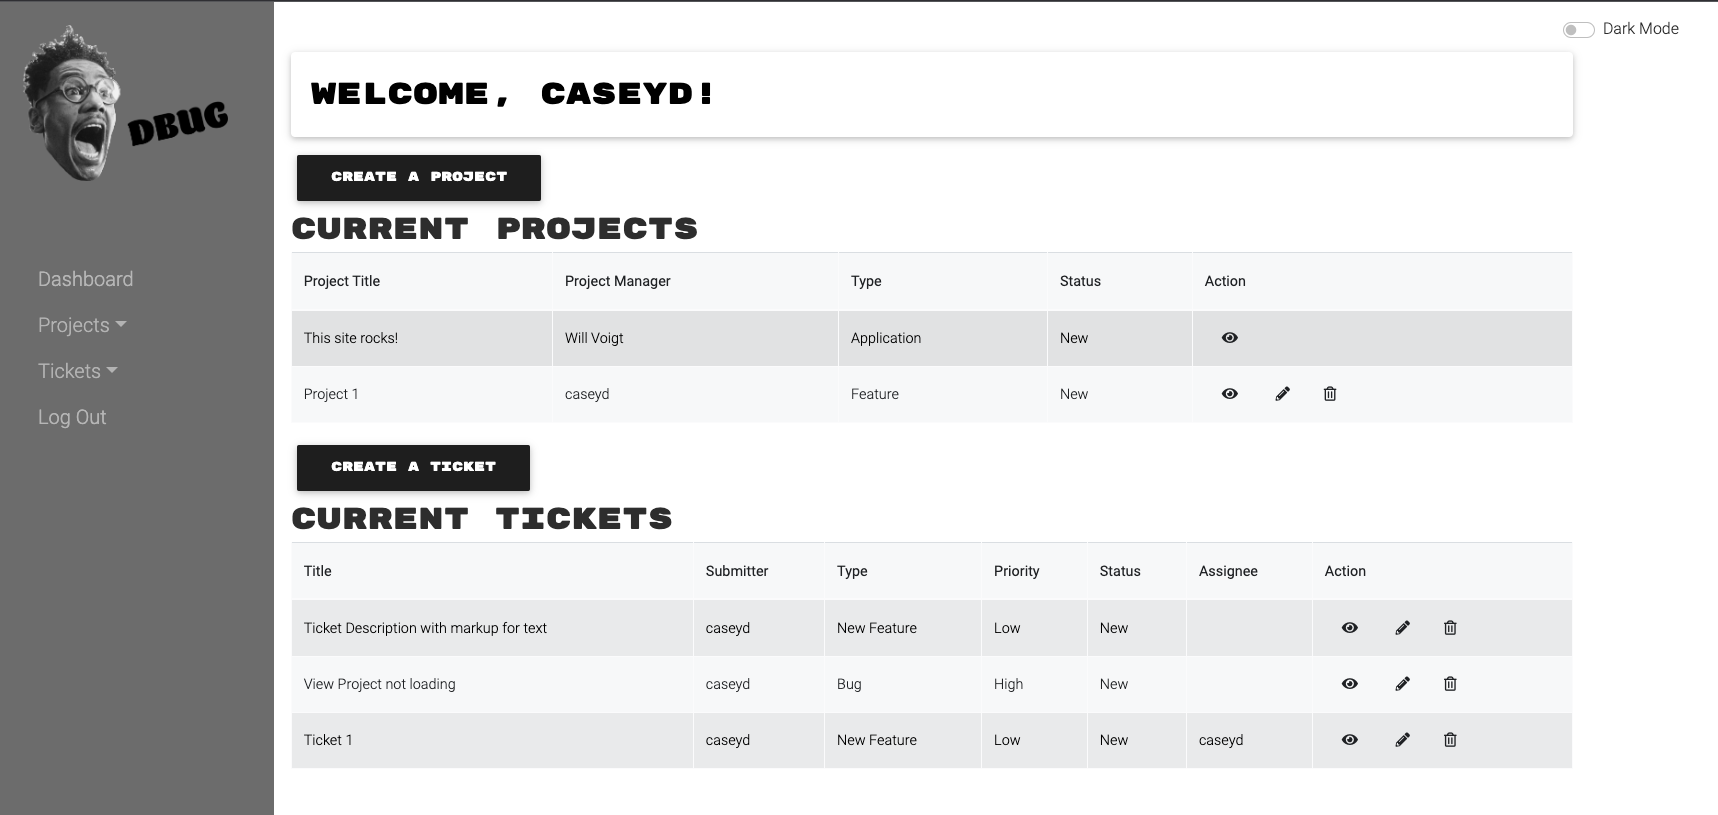 Dark Mode
DBUG
WELCOME, CASEYD!
Dashboard
Projects
Tickets
Log Out
CREATE A PROJECT
CURRENT PROJECTS
Project Title Project Manager Type Status Action
This site rocks! Will Voigt Application New
Project 1 caseyd Feature New
CREATE A TICKET
CURRENT TICKETS
Title Submitter Type Priority Status Assignee Action
Ticket Description with markup for text caseyd New Feature Low New
View Project not loading caseyd Bug High New
Ticket 1 caseyd New Feature Low New caseyd